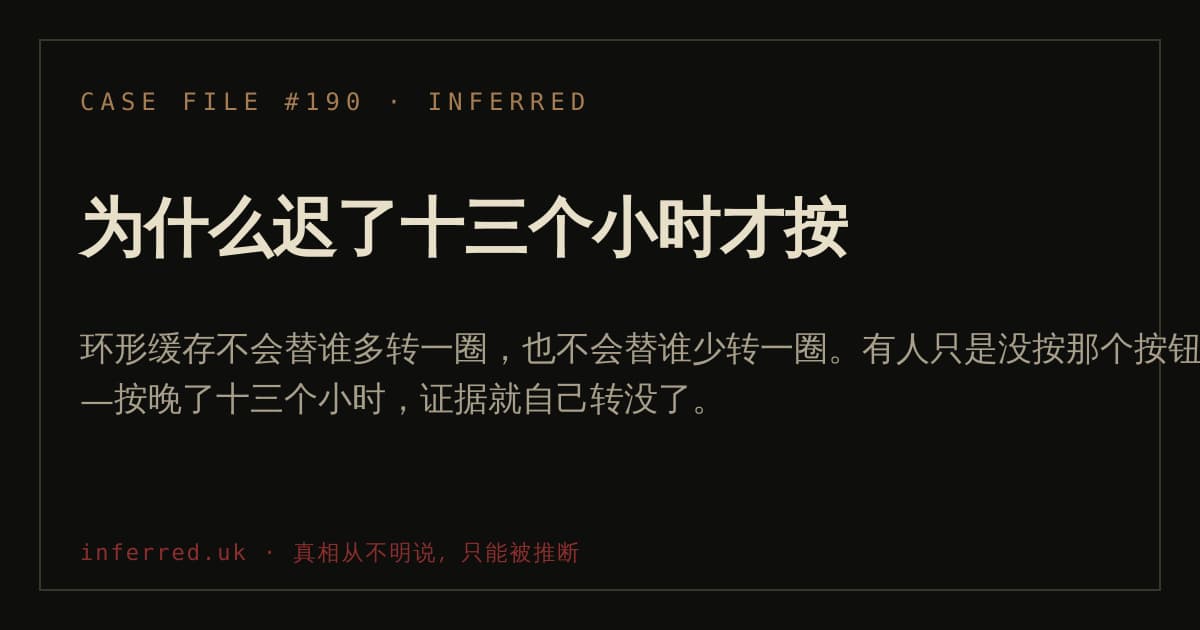 CASE FILE #190 · INFERRED
为什么迟了十三个小时才按
环形缓存不会替谁多转一圈，也不会替谁少转一圈。有人只是没按那个按钮
—按晚了十三个小时，证据就自己转没了。
inferred.uk · 真相从不明说，只能被推断